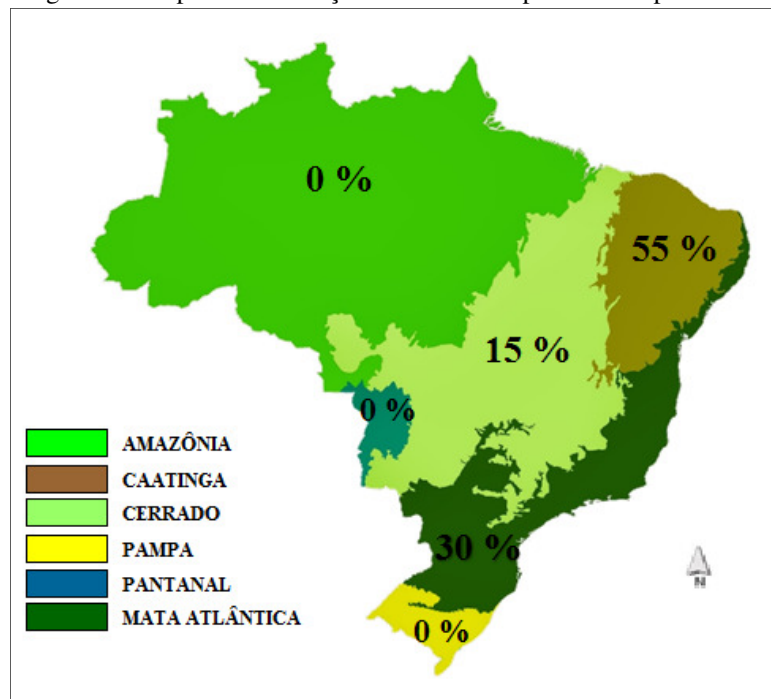 0 %
55 %
15 %
0 %
30 %
0 %
AMAZÔNIA
CAATINGA
CERRADO
PAMPA
PANTANAL
MATA ATLÂNTICA
N